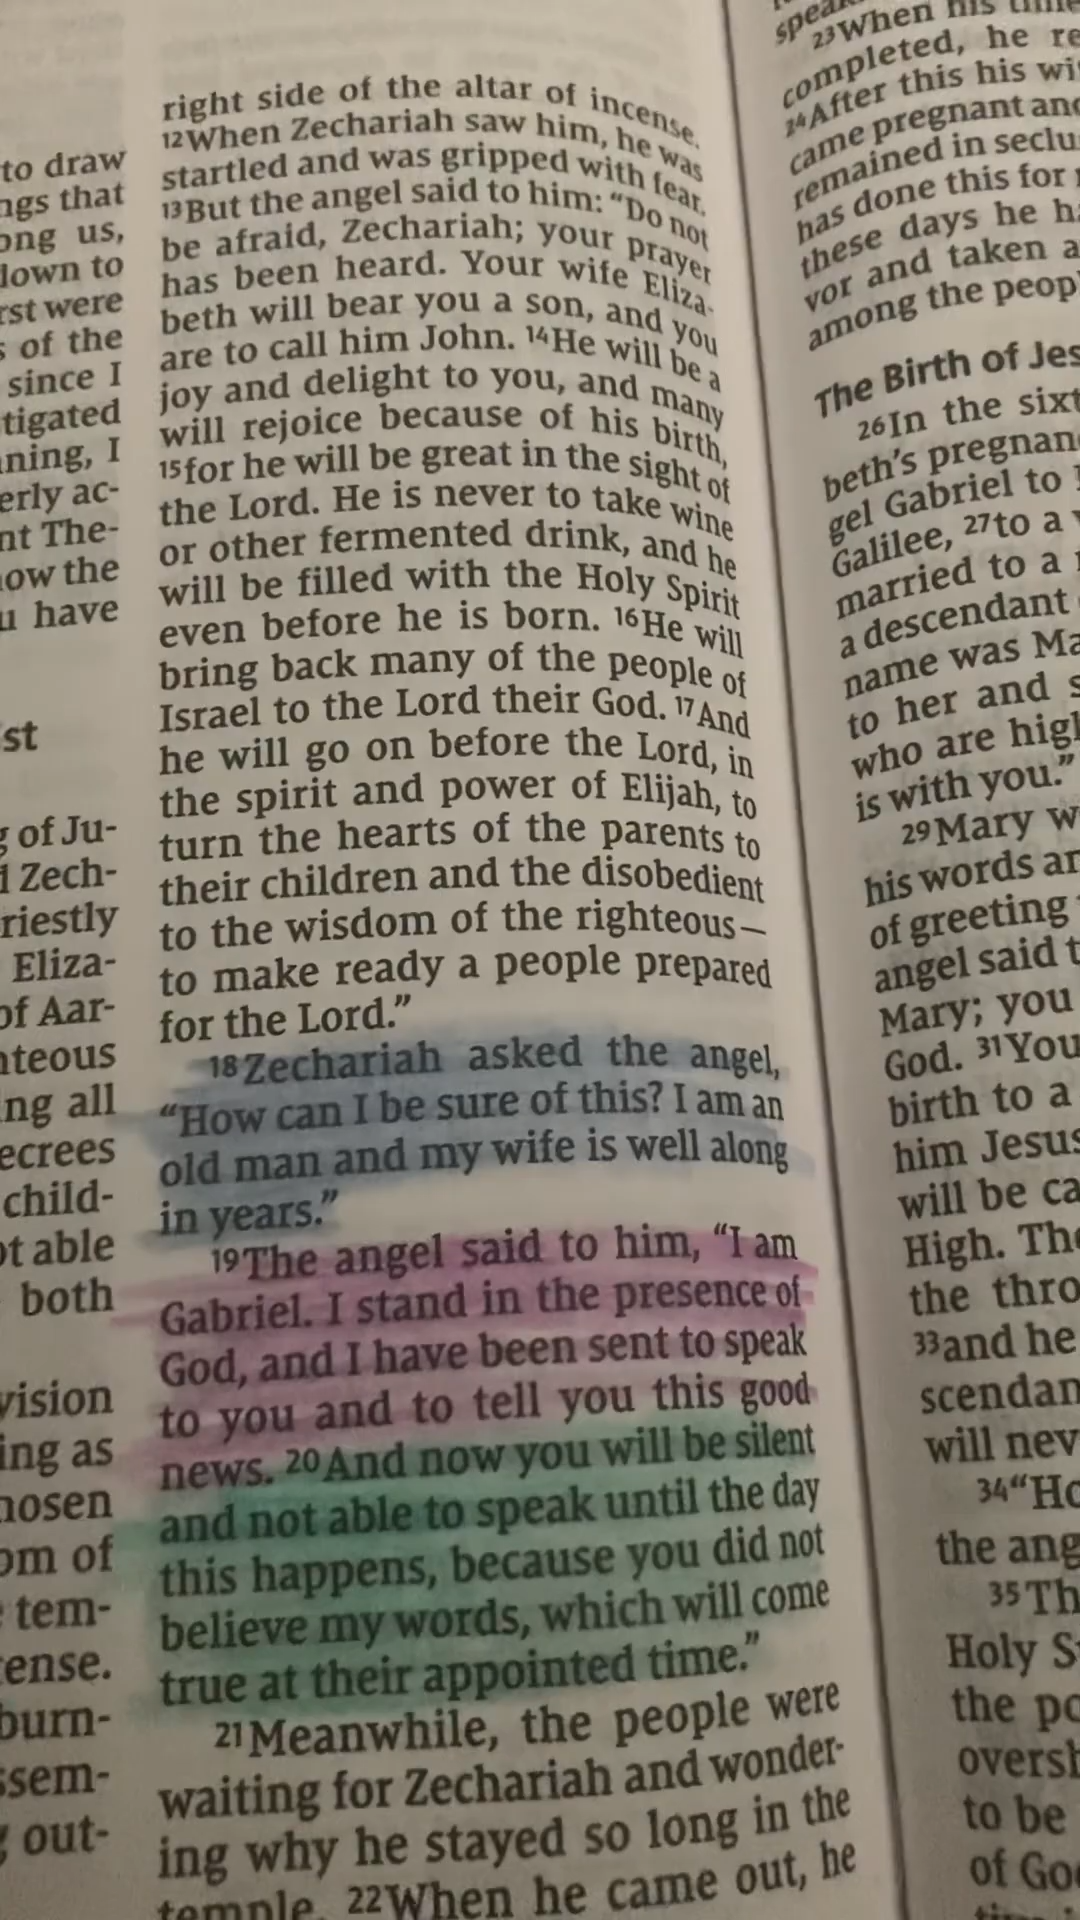 to draw
ngs that
ong us,
down to
rst were
s of the
since I
tigated
ning, I
erly ac-
nt The-
now the
u have
st
g of Ju-
d Zech-
riestly
Eliza-
of Aar-
hteous
ing all
ecrees
child-
ot able
both
vision
ing as
hosen
om of
tem-
cense.
burn-
ssem-
g out-
right side of the altar of incense.
12When Zechariah saw him, he was
startled and was gripped with fear.
13But the angel said to him: “Do not
be afraid, Zechariah; your prayer
has been heard. Your wife Eliza-
beth will bear you a son, and you
are to call him John. 14He will be a
joy and delight to you, and many
will rejoice because of his birth,
15for he will be great in the sight of
the Lord. He is never to take wine
or other fermented drink, and he
will be filled with the Holy Spirit
even before he is born. 16He will
bring back many of the people of
Israel to the Lord their God. 17And
he will go on before the Lord, in
the spirit and power of Elijah, to
turn the hearts of the parents to
their children and the disobedient
to the wisdom of the righteous—
to make ready a people prepared
for the Lord.”
18Zechariah asked the angel,
“How can I be sure of this? I am an
old man and my wife is well along
in years.”
19The angel said to him, “I am
Gabriel. I stand in the presence of
God, and I have been sent to speak
to you and to tell you this good
news. 20And now you will be silent
and not able to speak until the day
this happens, because you did not
believe my words, which will come
true at their appointed time.”
21Meanwhile, the people were
waiting for Zechariah and wonder-
ing why he stayed so long in the
temple. 22When he came out, he
speak
23When his time
completed, he re
24After this his wi
came pregnant and
remained in seclu
has done this for
these days he ha
vor and taken a
among the peop
The Birth of Jes
26In the sixt
beth’s pregnanc
gel Gabriel to
Galilee, 27to a
married to a
a descendant
name was Ma
to her and s
who are high
is with you.”
29Mary w
his words an
of greeting
angel said t
Mary; you
God. 31You
birth to a
him Jesus
will be ca
High. The
the thro
33and he
scendan
will nev
34“Ho
the ang
35Th
Holy S
the po
oversh
to be
of God